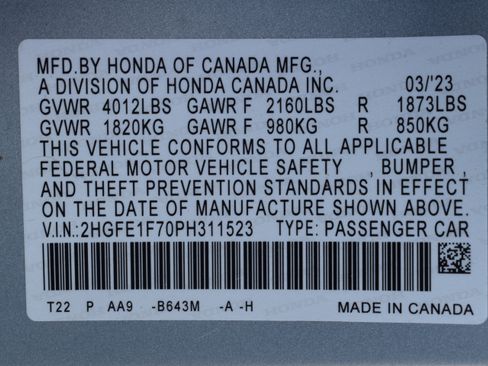 MFD.BY HONDA OF CANADA MFG.,
A DIVISION OF HONDA CANADA INC. 03/'23
GVWR 4012LBS GAWR F 2160LBS R 1873LBS
GVWR 1820KG GAWR F 980KG R 850KG
THIS VEHICLE CONFORMS TO ALL APPLICABLE
FEDERAL MOTOR VEHICLE SAFETY , BUMPER ,
AND THEFT PREVENTION STANDARDS IN EFFECT
ON THE DATE OF MANUFACTURE SHOWN ABOVE.
V.I.N.:2HGFE1F70PH311523 TYPE: PASSENGER CAR
T22 P AA9 -B643M -A -H MADE IN CANADA